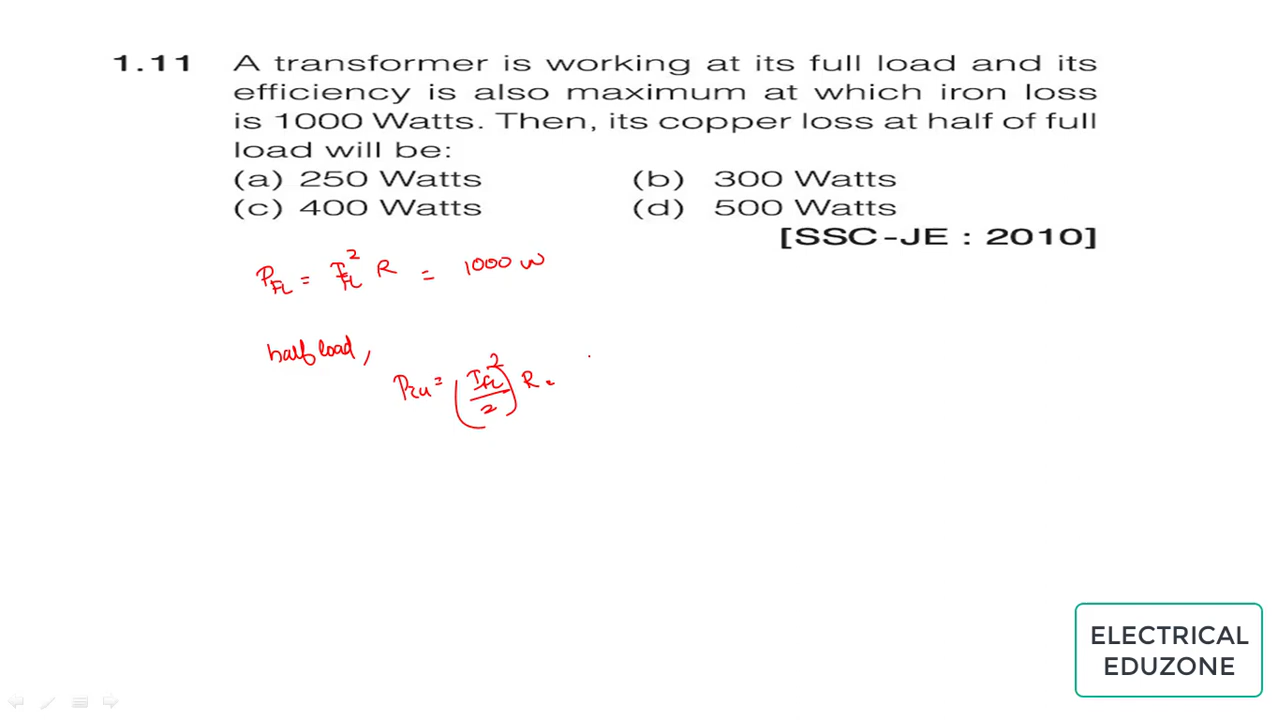 1.11 A transformer is working at its full load and its
efficiency is also maximum at which iron loss
is 1000 Watts. Then, its copper loss at half of full
load will be:
(a) 250 Watts (b) 300 Watts
(c) 400 Watts (d) 500 Watts
[SSC-JE : 2010]
P_FL = I_FL² R = 1000 W
half load,
P_cu = (I_fL/2)² R =
ELECTRICAL
EDUZONE